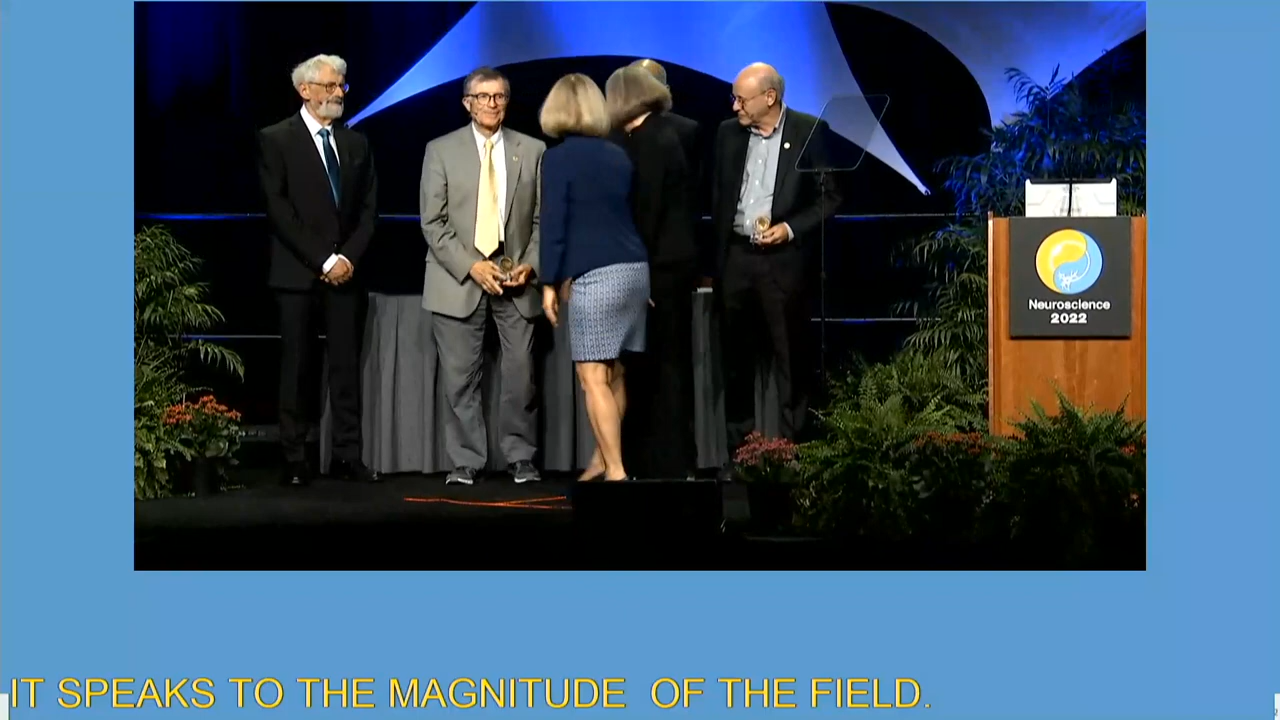 Neuroscience
2022
IT SPEAKS TO THE MAGNITUDE  OF THE FIELD.